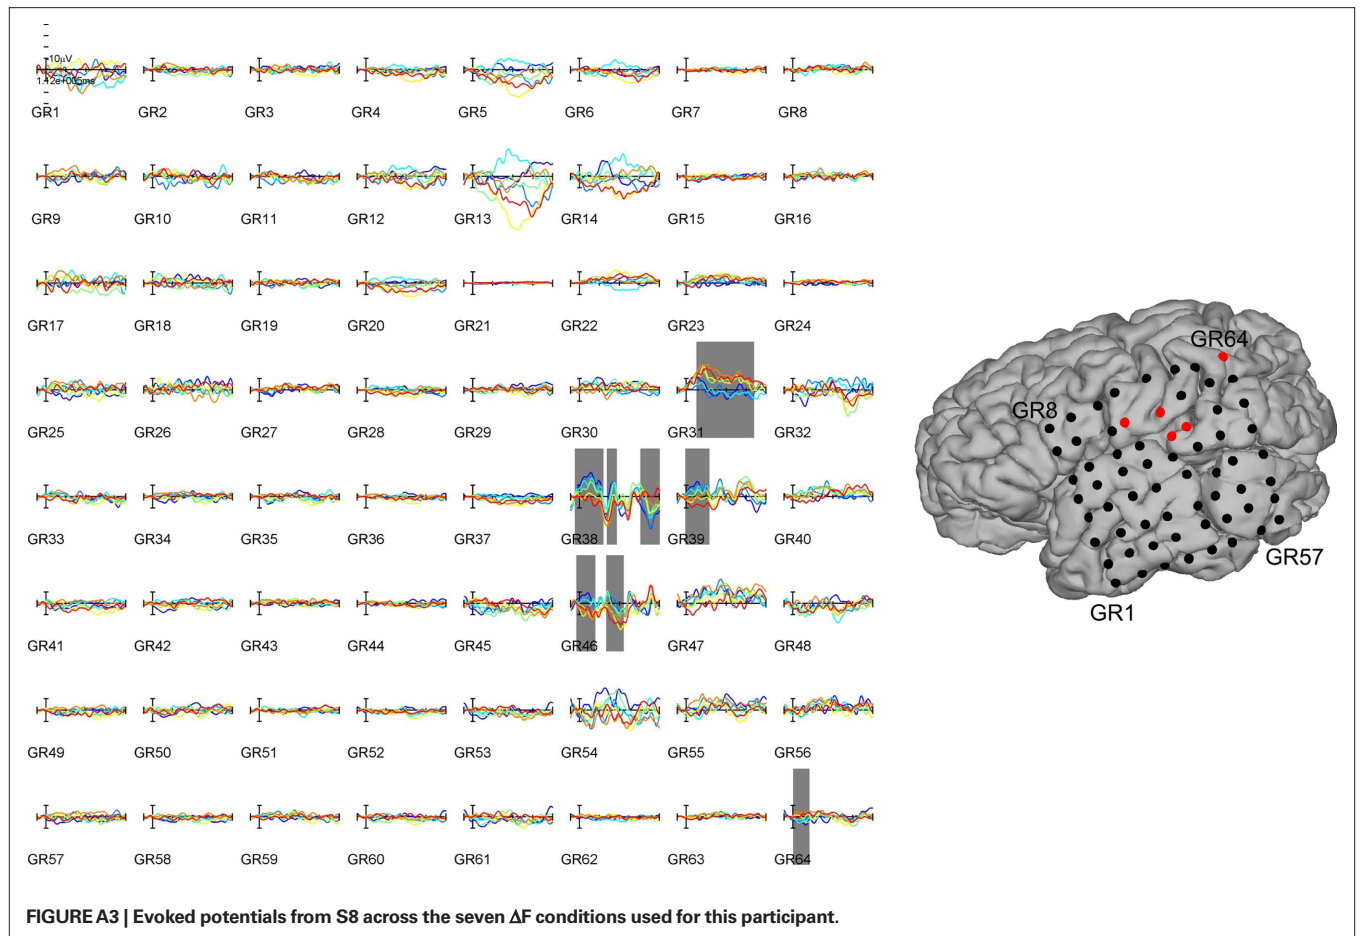 10μV
1.12e+005ms
GR1 GR2 GR3 GR4 GR5 GR6 GR7 GR8
GR9 GR10 GR11 GR12 GR13 GR14 GR15 GR16
GR17 GR18 GR19 GR20 GR21 GR22 GR23 GR24
GR25 GR26 GR27 GR28 GR29 GR30 GR31 GR32
GR33 GR34 GR35 GR36 GR37 GR38 GR39 GR40
GR41 GR42 GR43 GR44 GR45 GR46 GR47 GR48
GR49 GR50 GR51 GR52 GR53 GR54 GR55 GR56
GR57 GR58 GR59 GR60 GR61 GR62 GR63 GR64
GR64
GR8
GR57
GR1
FIGURE A3 | Evoked potentials from S8 across the seven ΔF conditions used for this participant.